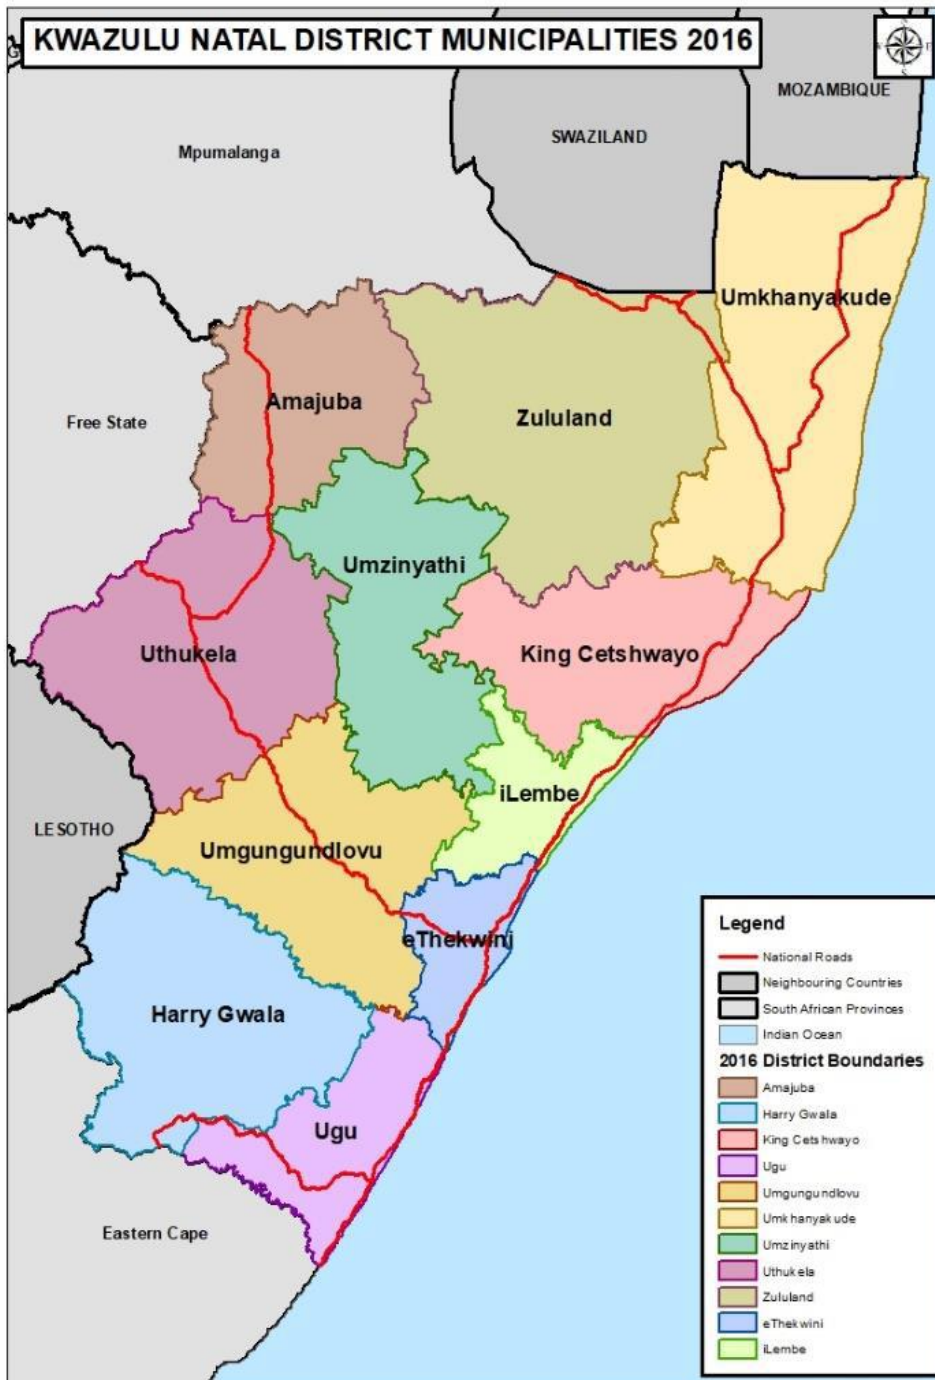 KWAZULU NATAL DISTRICT MUNICIPALITIES 2016
MOZAMBIQUE
SWAZILAND
Mpumalanga
Umkhanyakude
Amajuba
Zululand
Free State
Umzinyathi
Uthukela
King Cetshwayo
iLembe
LESOTHO
Umgungundlovu
eThekwini
Harry Gwala
Ugu
Eastern Cape
Legend
National Roads
Neighbouring Countries
South African Provinces
Indian Ocean
2016 District Boundaries
Amajuba
Harry Gwala
King Cetshwayo
Ugu
Umgungundlovu
Umkhanyakude
Umzinyathi
Uthukela
Zululand
eThekwini
iLembe